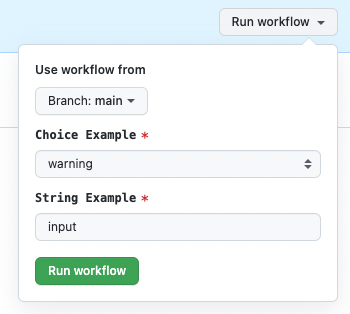 Run workflow
Use workflow from
Branch: main
Choice Example *
warning
String Example *
input
Run workflow